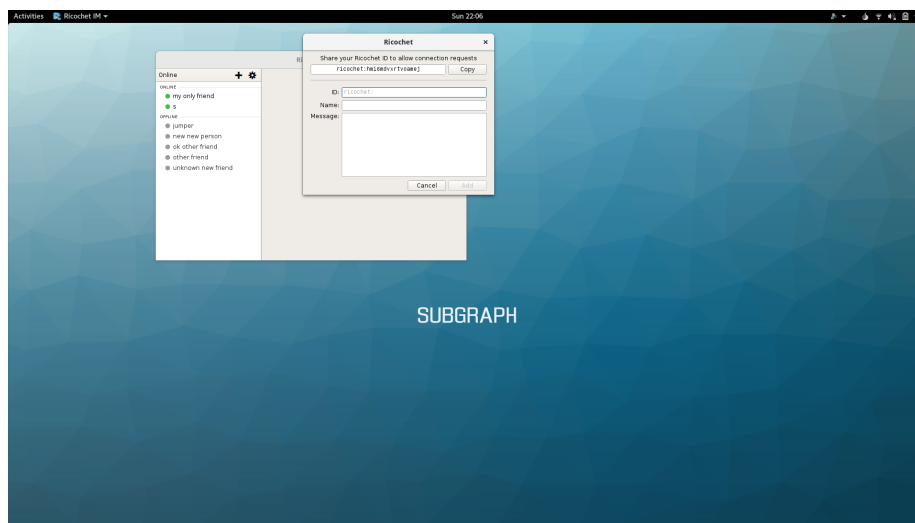 Activities Ricochet IM Sun 22:06
Ricochet
Share your Ricochet ID to allow connection requests
Copy
ID: ricochet:
Name:
Message:
Cancel Add
Online
ONLINE
my only friend
s
OFFLINE
jumper
new new person
ok other friend
other friend
unknown new friend
SUBGRAPH